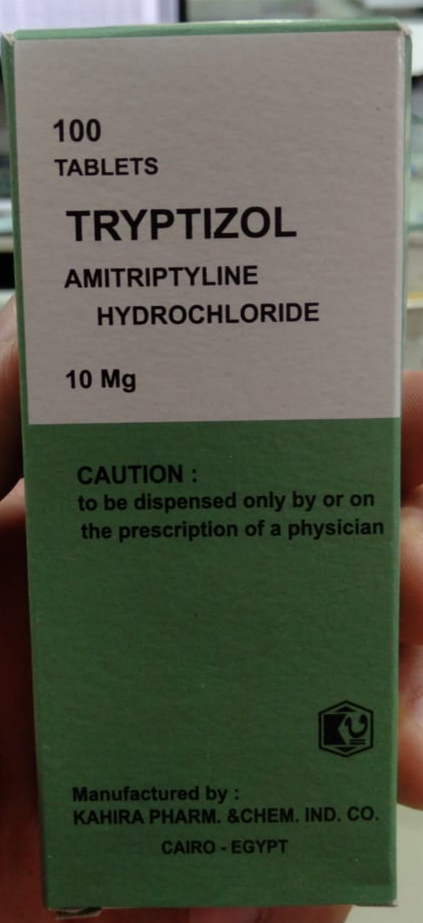 100
TABLETS
TRYPTIZOL
AMITRIPTYLINE
HYDROCHLORIDE
10 Mg
CAUTION :
to be dispensed only by or on
the prescription of a physician
Manufactured by :
KAHIRA PHARM. &CHEM. IND. CO.
CAIRO - EGYPT